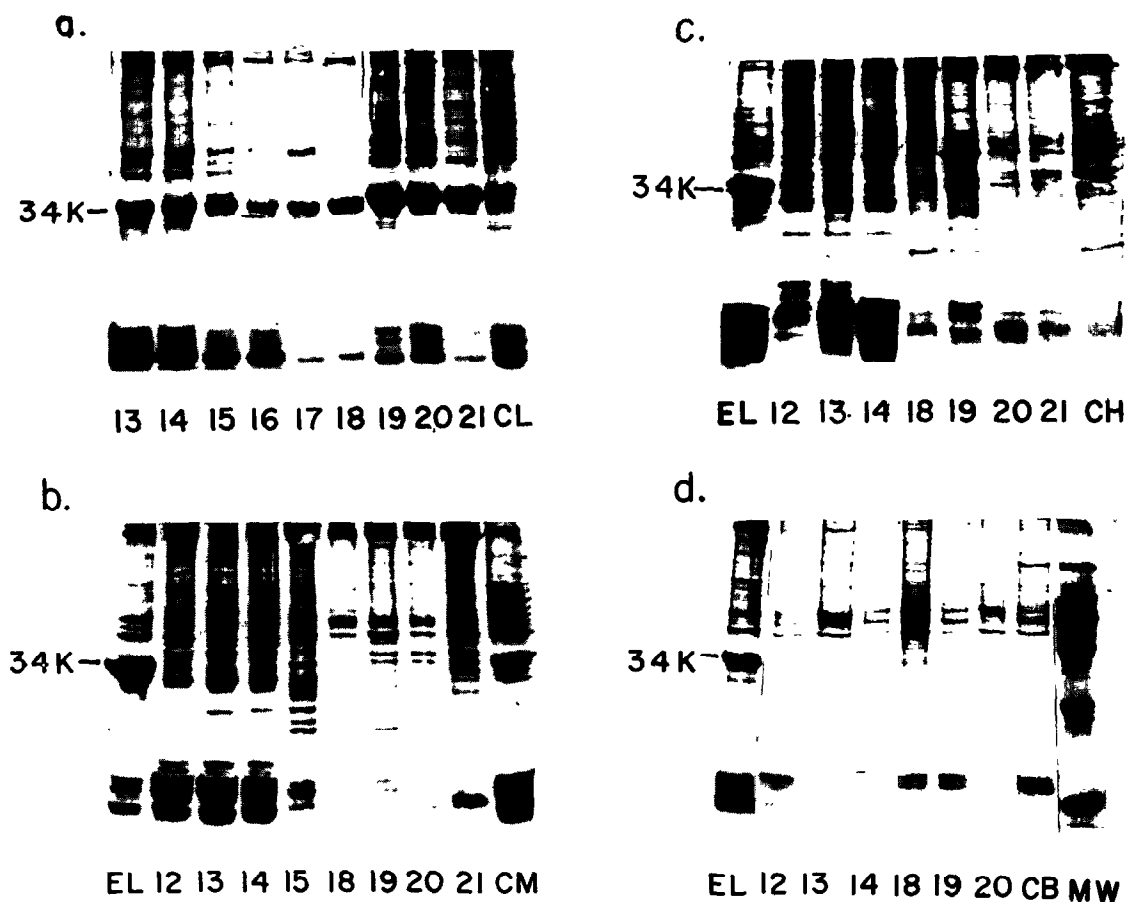 a.
34K
13 14 15 16 17 18 19 20 21 CL
b.
34K
EL 12 13 14 15 18 19 20 21 CM
c.
34K
EL 12 13 14 18 19 20 21 CH
d.
34K
EL 12 13 14 18 19 20 CB MW